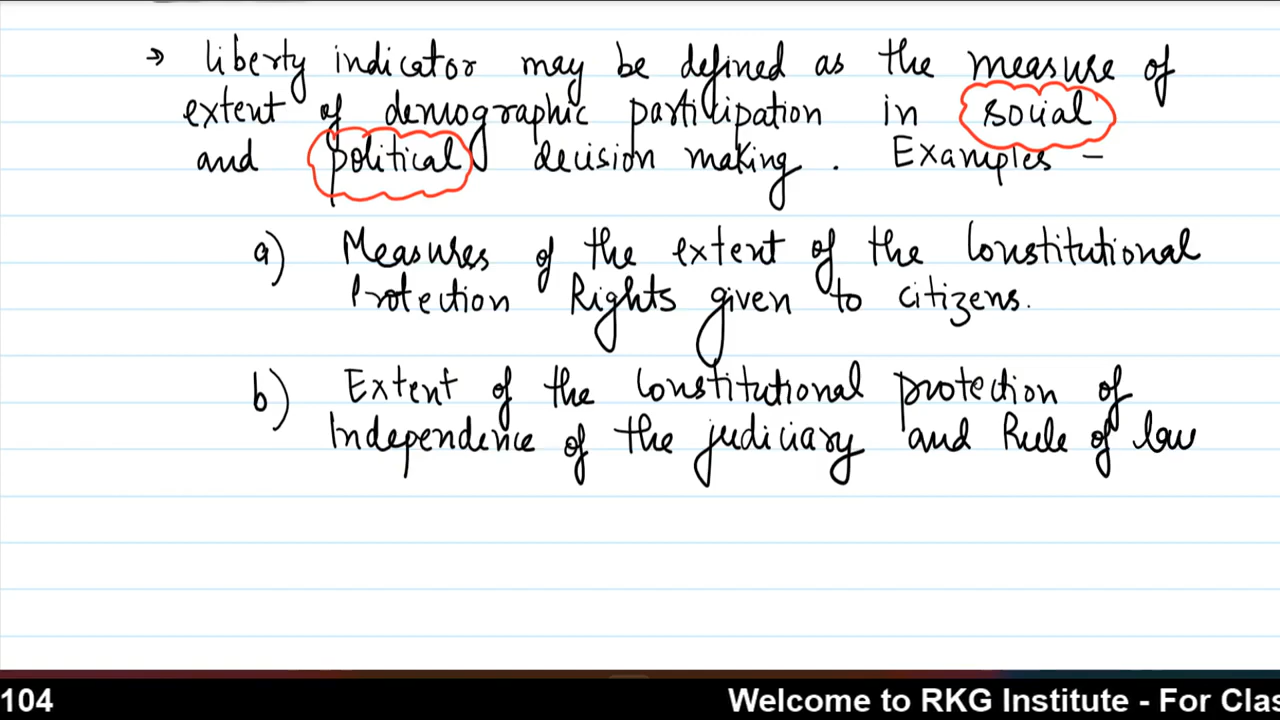 → liberty indicator may be defined as the measure of
extent of demographic participation in social
and political decision making . Examples –
a) Measures of the extent of the Constitutional
Protection Rights given to citizens.
b) Extent of the Constitutional protection of
Independence of the judiciary and Rule of law
104
Welcome to RKG Institute - For Clas